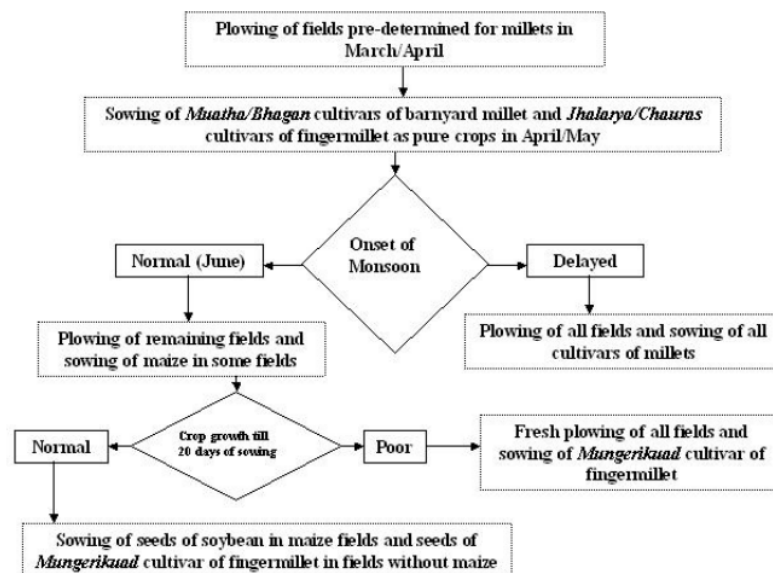 Plowing of fields pre-determined for millets in
March/April
Sowing of Muatha/Bhagan cultivars of barnyard millet and Jhalarya/Chauras
cultivars of fingermillet as pure crops in April/May
Onset of
Monsoon
Normal (June)
Delayed
Plowing of remaining fields and
sowing of maize in some fields
Plowing of all fields and sowing of all
cultivars of millets
Crop growth till
20 days of sowing
Normal
Poor
Fresh plowing of all fields and
sowing of Mungerikuad cultivar of
fingermillet
Sowing of seeds of soybean in maize fields and seeds of
Mungerikuad cultivar of fingermillet in fields without maize